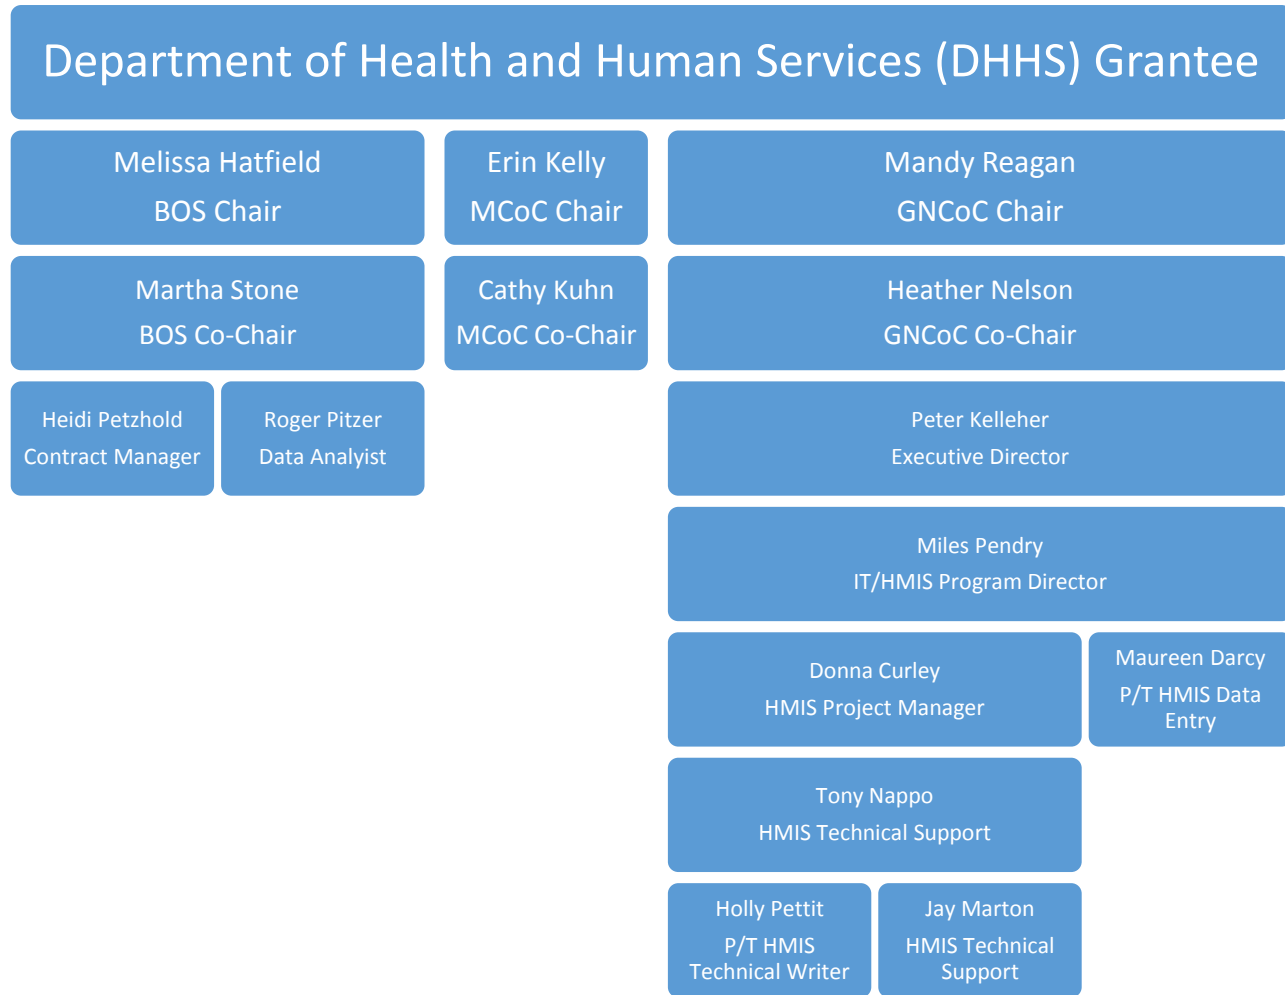 Department of Health and Human Services (DHHS) Grantee
Melissa Hatfield
BOS Chair
Erin Kelly
MCoC Chair
Mandy Reagan
GNCoC Chair
Martha Stone
BOS Co-Chair
Cathy Kuhn
MCoC Co-Chair
Heather Nelson
GNCoC Co-Chair
Heidi Petzhold
Contract Manager
Roger Pitzer
Data Analyist
Peter Kelleher
Executive Director
Miles Pendry
IT/HMIS Program Director
Donna Curley
HMIS Project Manager
Maureen Darcy
P/T HMIS Data
Entry
Tony Nappo
HMIS Technical Support
Holly Pettit
P/T HMIS
Technical Writer
Jay Marton
HMIS Technical
Support